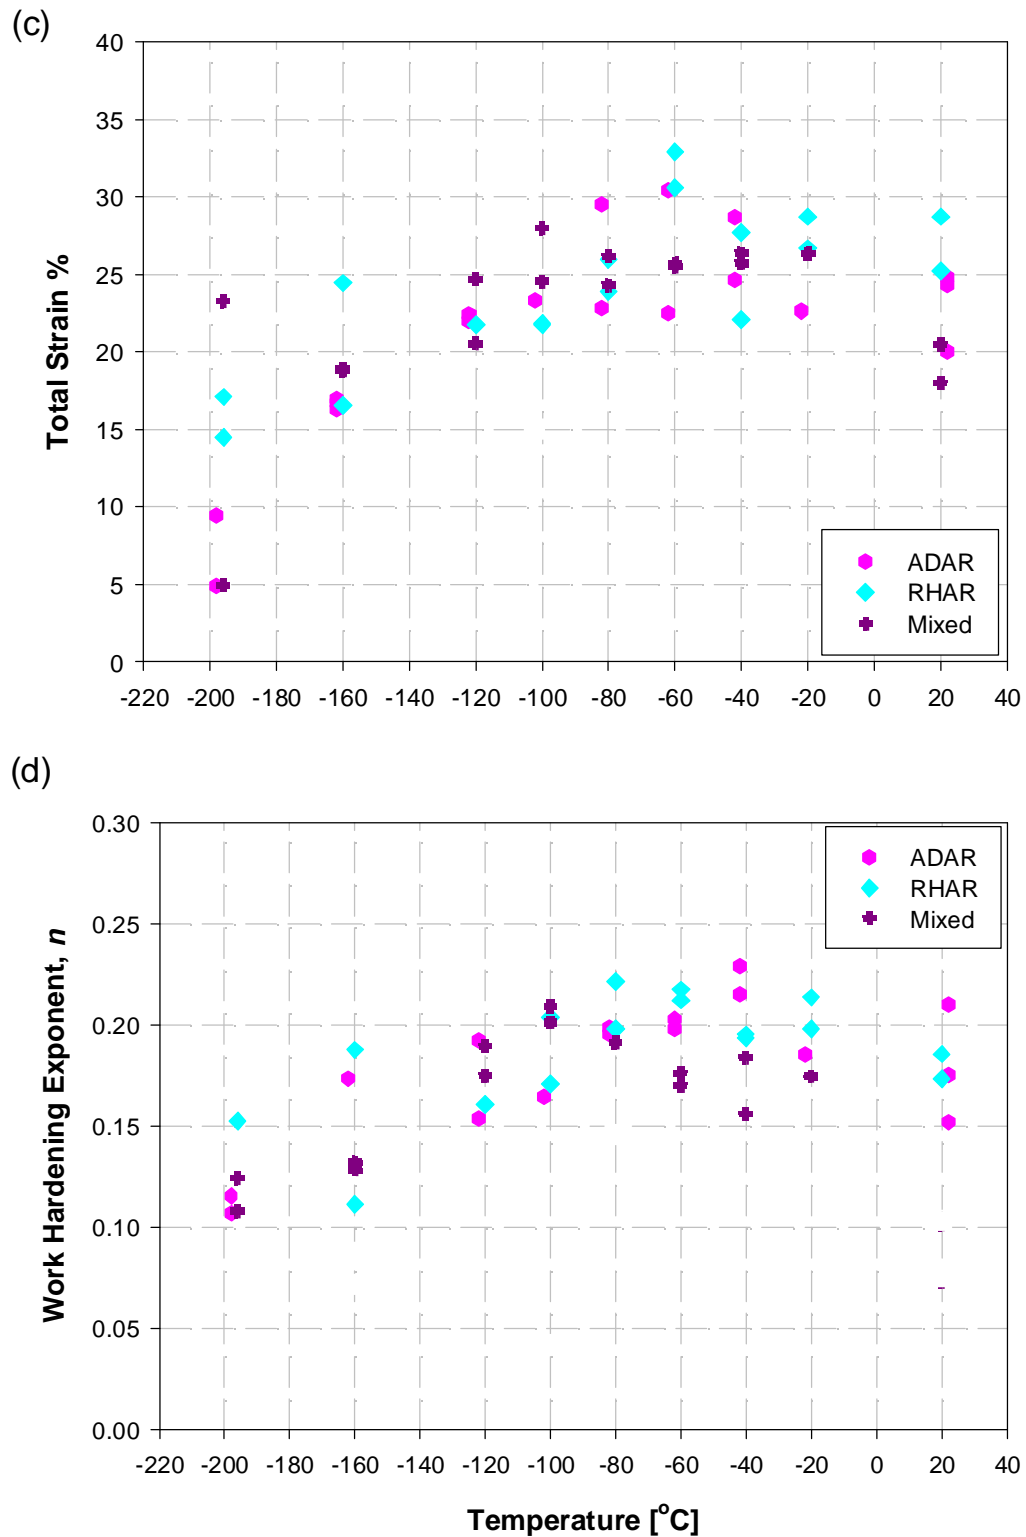 (c)
40
35
30
25
20
15
10
5
0
Total Strain %
ADAR
RHAR
Mixed
-220 -200 -180 -160 -140 -120 -100 -80 -60 -40 -20 0 20 40
(d)
0.30
0.25
0.20
0.15
0.10
0.05
0.00
Work Hardening Exponent, n
ADAR
RHAR
Mixed
-220 -200 -180 -160 -140 -120 -100 -80 -60 -40 -20 0 20 40
Temperature [oC]